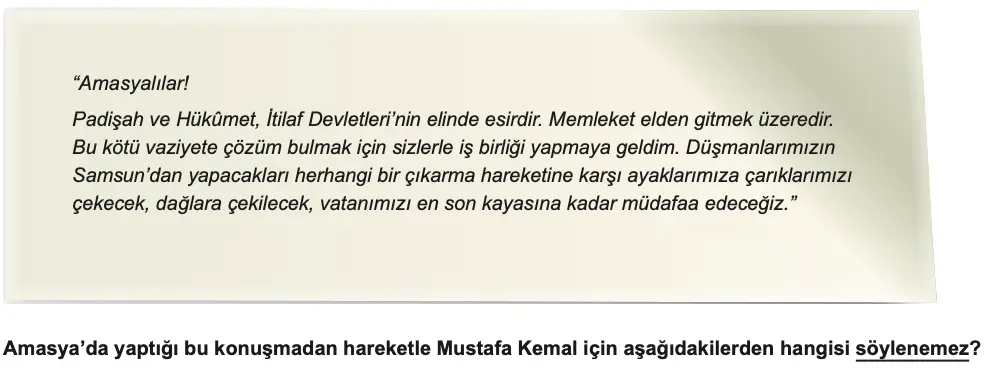 “Amasyalılar!
Padişah ve Hükûmet, İtilaf Devletleri’nin elinde esirdir. Memleket elden gitmek üzeredir.
Bu kötü vaziyete çözüm bulmak için sizlerle iş birliği yapmaya geldim. Düşmanlarımızın
Samsun’dan yapacakları herhangi bir çıkarma hareketine karşı ayaklarımıza çarıklarımızı
çekecek, dağlara çekilecek, vatanımızı en son kayasına kadar müdafaa edeceğiz.”
Amasya’da yaptığı bu konuşmadan hareketle Mustafa Kemal için aşağıdakilerden hangisi söylenemez?